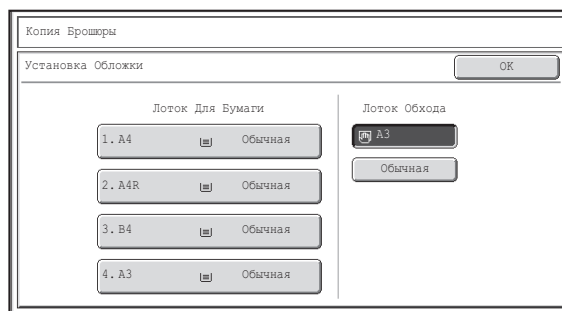 Копия Брошюры
Установка Обложки
OK
Лоток Для Бумаги
Лоток Обхода
1. A4 Обычная
A3
2. A4R Обычная
Обычная
3. B4 Обычная
4. A3 Обычная